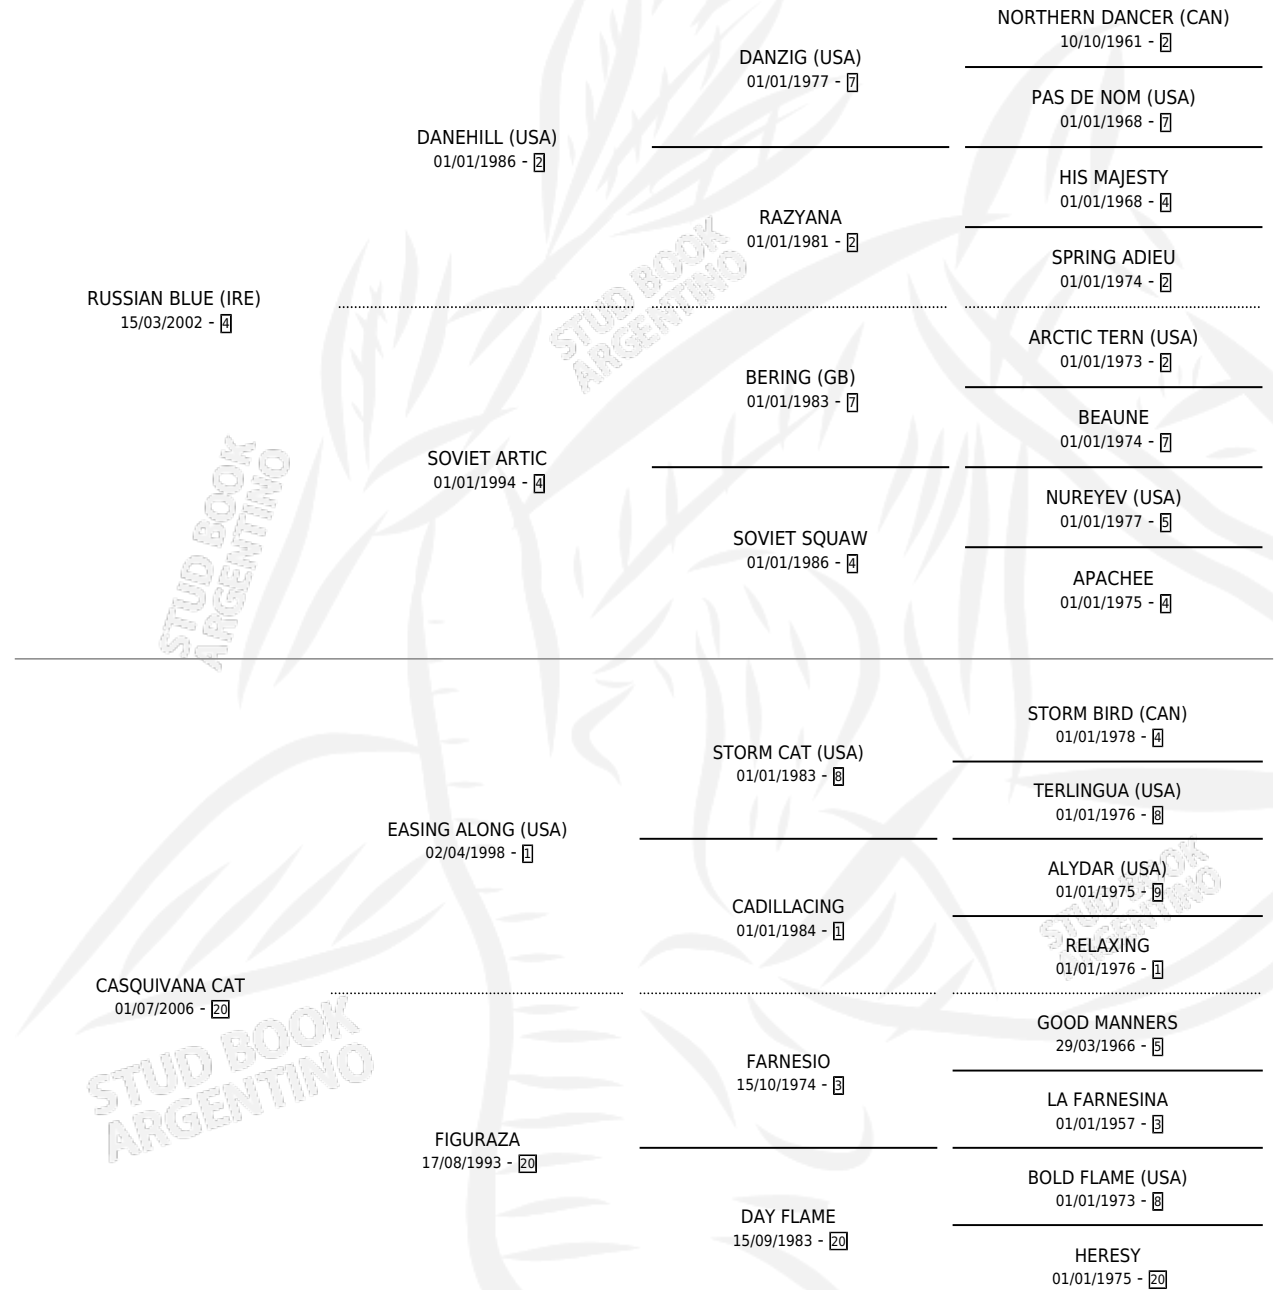 NORTHERN DANCER (CAN)
10/10/1961 - 2
DANZIG (USA)
01/01/1977 - 7
PAS DE NOM (USA)
01/01/1968 - 7
DANEHILL (USA)
01/01/1986 - 2
HIS MAJESTY
01/01/1968 - 4
RAZYANA
01/01/1981 - 2
SPRING ADIEU
01/01/1974 - 2
RUSSIAN BLUE (IRE)
15/03/2002 - 4
STUD BOOK
ARGENTINO
ARCTIC TERN (USA)
01/01/1973 - 2
BERING (GB)
01/01/1983 - 7
BEAUNE
01/01/1974 - 7
SOVIET ARTIC
01/01/1994 - 4
NUREYEV (USA)
01/01/1977 - 5
SOVIET SQUAW
01/01/1986 - 4
APACHEE
01/01/1975 - 4
STUD BOOK
ARGENTINO
STORM BIRD (CAN)
01/01/1978 - 4
STORM CAT (USA)
01/01/1983 - 8
TERLINGUA (USA)
01/01/1976 - 8
EASING ALONG (USA)
02/04/1998 - 1
ALYDAR (USA)
01/01/1975 - 9
CADILLACING
01/01/1984 - 1
STUD BOOK
ARGENTINO
RELAXING
01/01/1976 - 1
CASQUIVANA CAT
01/07/2006 - 20
STUD BOOK
ARGENTINO
GOOD MANNERS
29/03/1966 - 5
FARNESIO
15/10/1974 - 3
LA FARNESINA
01/01/1957 - 3
FIGURAZA
17/08/1993 - 20
BOLD FLAME (USA)
01/01/1973 - 8
DAY FLAME
15/09/1983 - 20
HERESY
01/01/1975 - 20